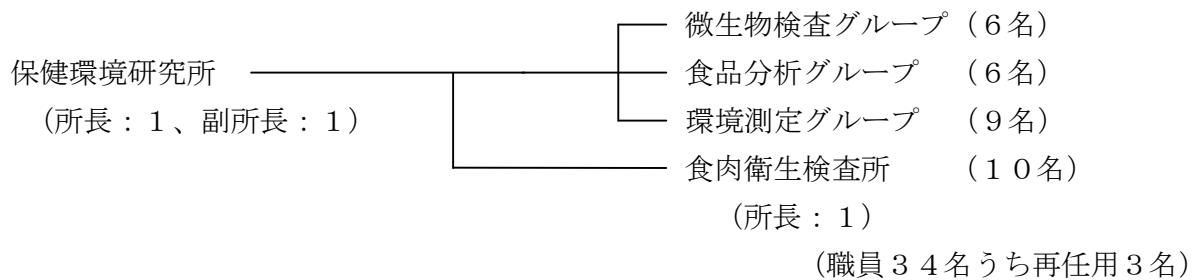 微生物検査グループ（６名）
保健環境研究所
食品分析グループ　（６名）
（所長：１、副所長：１）
環境測定グループ　（９名）
食肉衛生検査所　　（１０名）
（所長：１）
（職員３４名うち再任用３名）